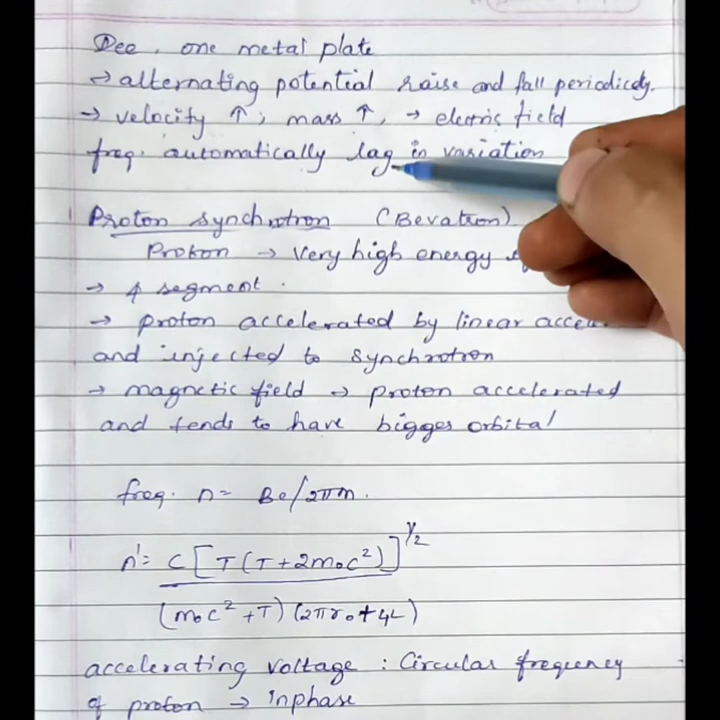 Dee, one metal plate
→ alternating potential raise and fall periodicaly.
→ velocity ↑; mass ↑, → electric field
freq. automatically lag in variation
Proton synchrotron (Bevatron)
Proton → very high energy
→ 4 segment.
→ proton accelerated by linear
and injected to synchrotron
→ magnetic field → proton accelerated
and tends to have bigger orbital
freq. n = Be/2πm.
n' = C[T(T+2m₀c²)]^1/2
(m₀c² + T) (2πr₀ + 4L)
accelerating voltage : Circular frequency
of proton → Inphase